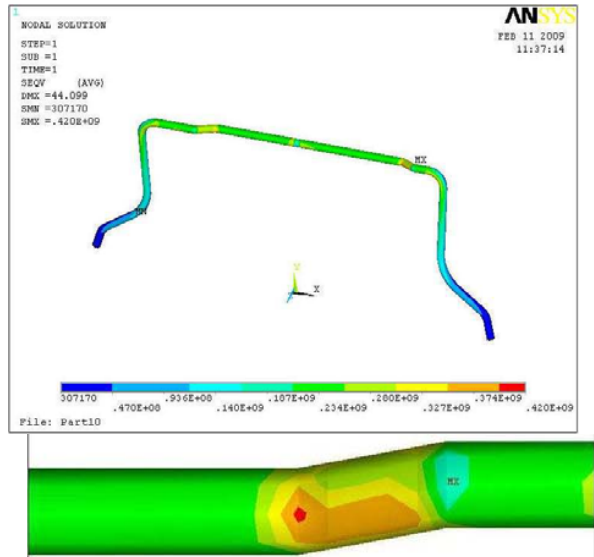 1
NODAL SOLUTION
STEP=1
SUB =1
TIME=1
SEQV (AVG)
DMX =44.099
SMN =307170
SMX =.420E+09
ANSYS
FEB 11 2009
11:37:14
MX
MN
Y
X
307170 .936E+08 .187E+09 .280E+09 .374E+09
.470E+08 .140E+09 .234E+09 .327E+09 .420E+09
File: Part10
MX